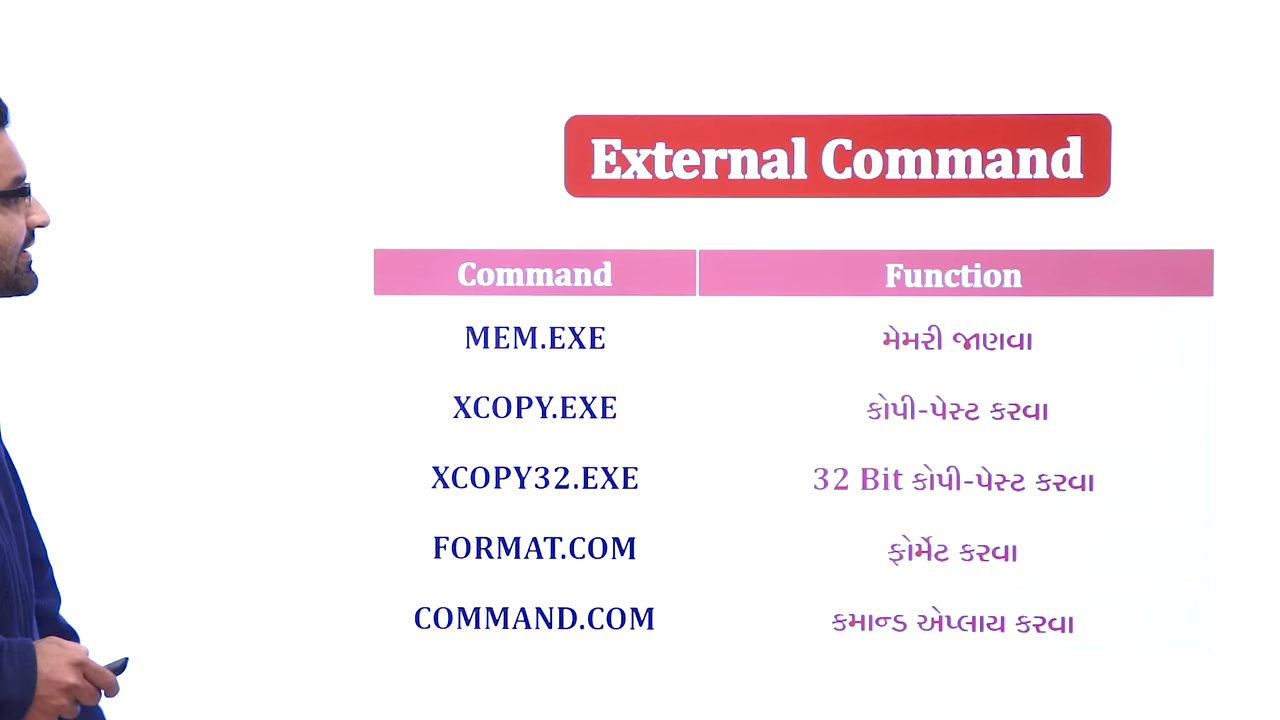 External Command
Command Function
MEM.EXE મેમરી જાણવા
XCOPY.EXE કોપી-પેસ્ટ કરવા
XCOPY32.EXE 32 Bit કોપી-પેસ્ટ કરવા
FORMAT.COM ફોર્મેટ કરવા
COMMAND.COM કમાન્ડ એપ્લાય કરવા